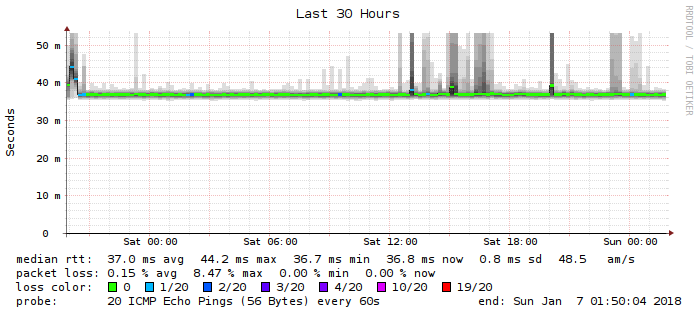 Last 30 Hours
RRDTOOL / TOBI OETIKER
Seconds
50 m
40 m
30 m
20 m
10 m
0
Sat 00:00 Sat 06:00 Sat 12:00 Sat 18:00 Sun 00:00
median rtt: 37.0 ms avg 44.2 ms max 36.7 ms min 36.8 ms now 0.8 ms sd 48.5 am/s
packet loss: 0.15 % avg 8.47 % max 0.00 % min 0.00 % now
loss color: 0 1/20 2/20 3/20 4/20 10/20 19/20
probe: 20 ICMP Echo Pings (56 Bytes) every 60s end: Sun Jan 7 01:50:04 2018